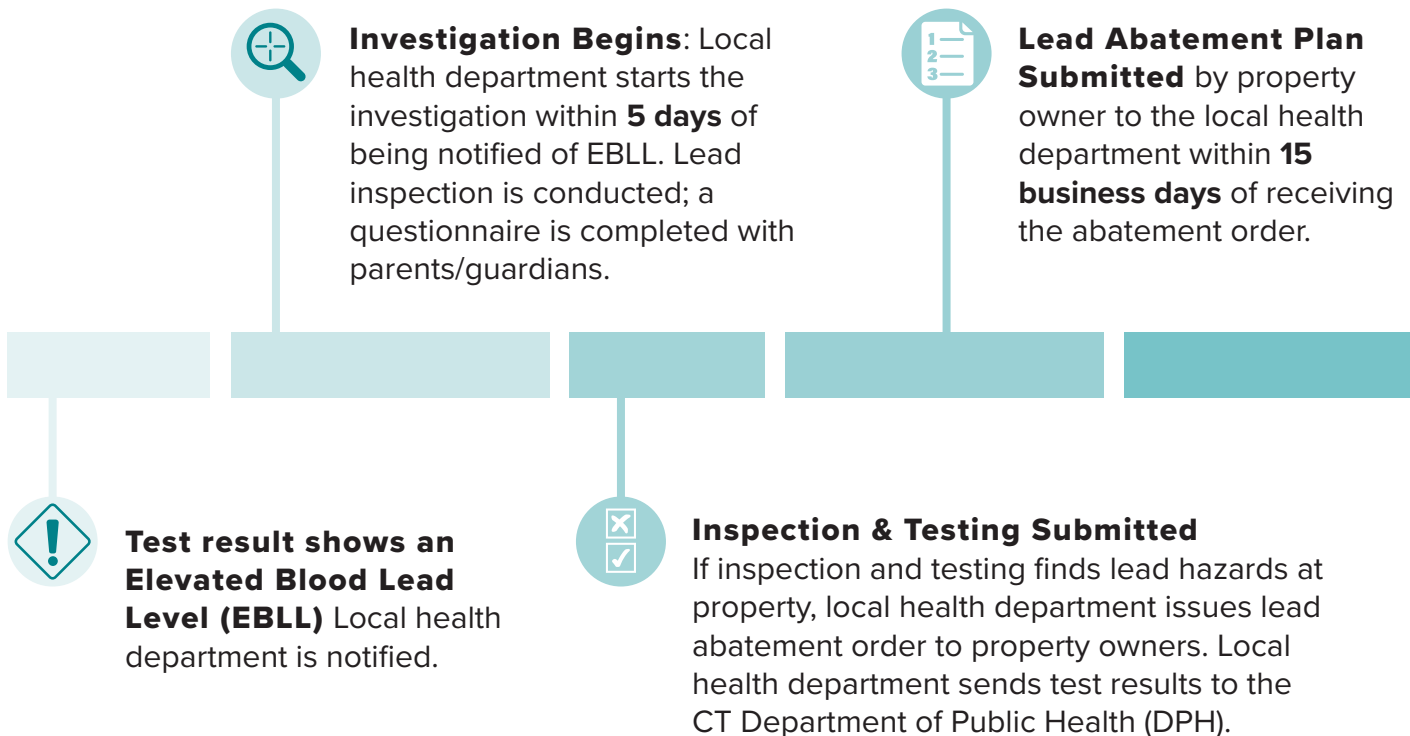 Investigation Begins: Local
health department starts the
investigation within 5 days of
being notified of EBLL. Lead
inspection is conducted; a
questionnaire is completed with
parents/guardians.
1
2
3
Lead Abatement Plan
Submitted by property
owner to the local health
department within 15
business days of receiving
the abatement order.
Test result shows an
Elevated Blood Lead
Level (EBLL) Local health
department is notified.
Inspection & Testing Submitted
If inspection and testing finds lead hazards at
property, local health department issues lead
abatement order to property owners. Local
health department sends test results to the
CT Department of Public Health (DPH).